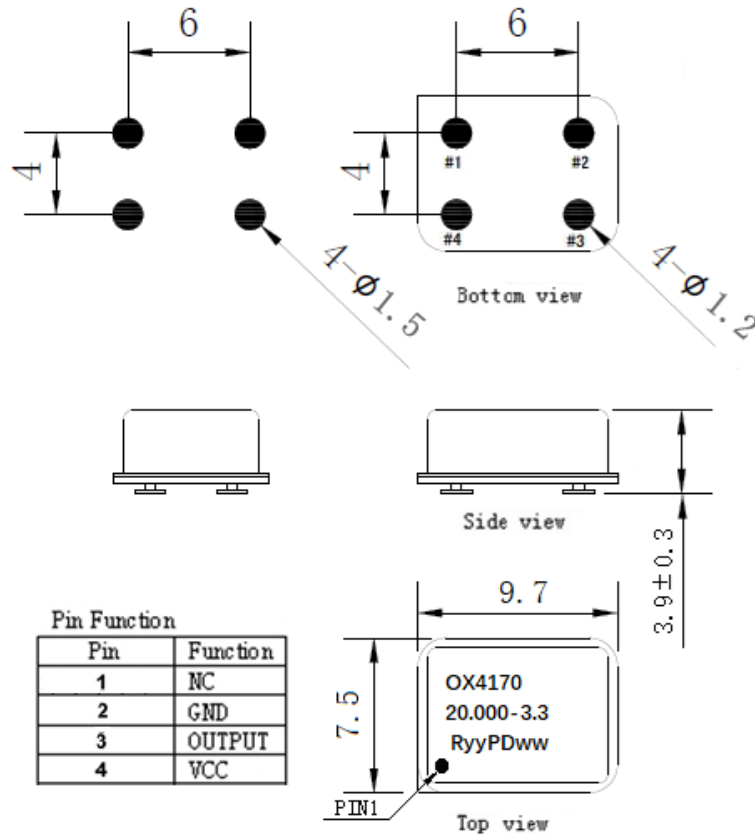 6
6
4
4
#1
#2
#4
#3
4-Ø1.5
4-Ø1.2
Bottom view
Side view
3.9±0.3
9.7
7.5
OX4170
20.000-3.3
RyyPDww
PIN1
Top view
Pin Function
Pin Function
1 NC
2 GND
3 OUTPUT
4 VCC